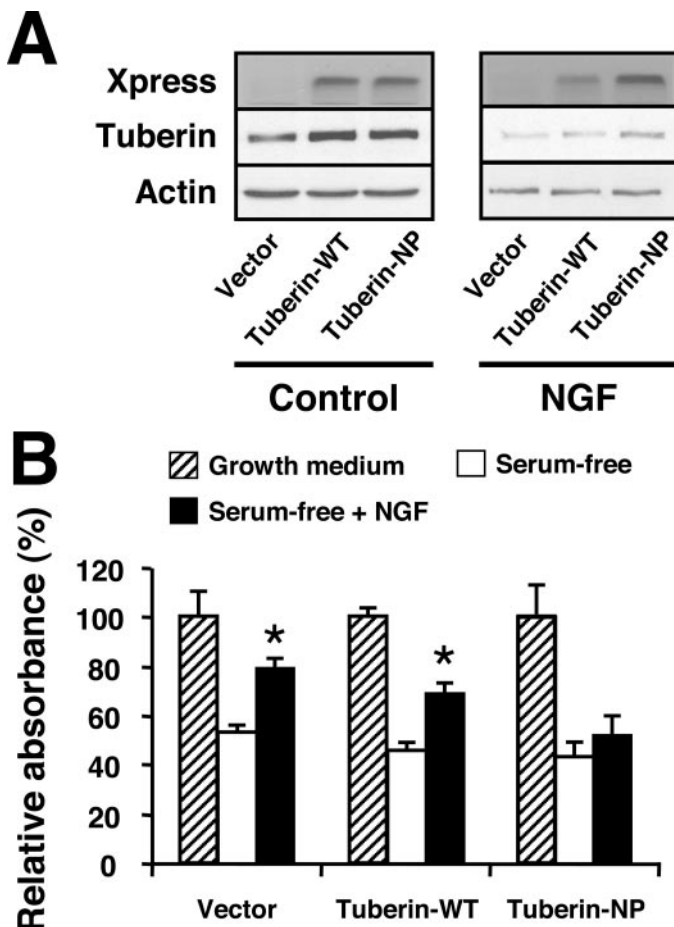 A
Xpress
Tuberin
Actin
Vector Tuberin-WT Tuberin-NP Vector Tuberin-WT Tuberin-NP
Control NGF
B
Growth medium Serum-free
Serum-free + NGF
Relative absorbance (%)
120
100
80
60
40
20
0
* *
Vector Tuberin-WT Tuberin-NP